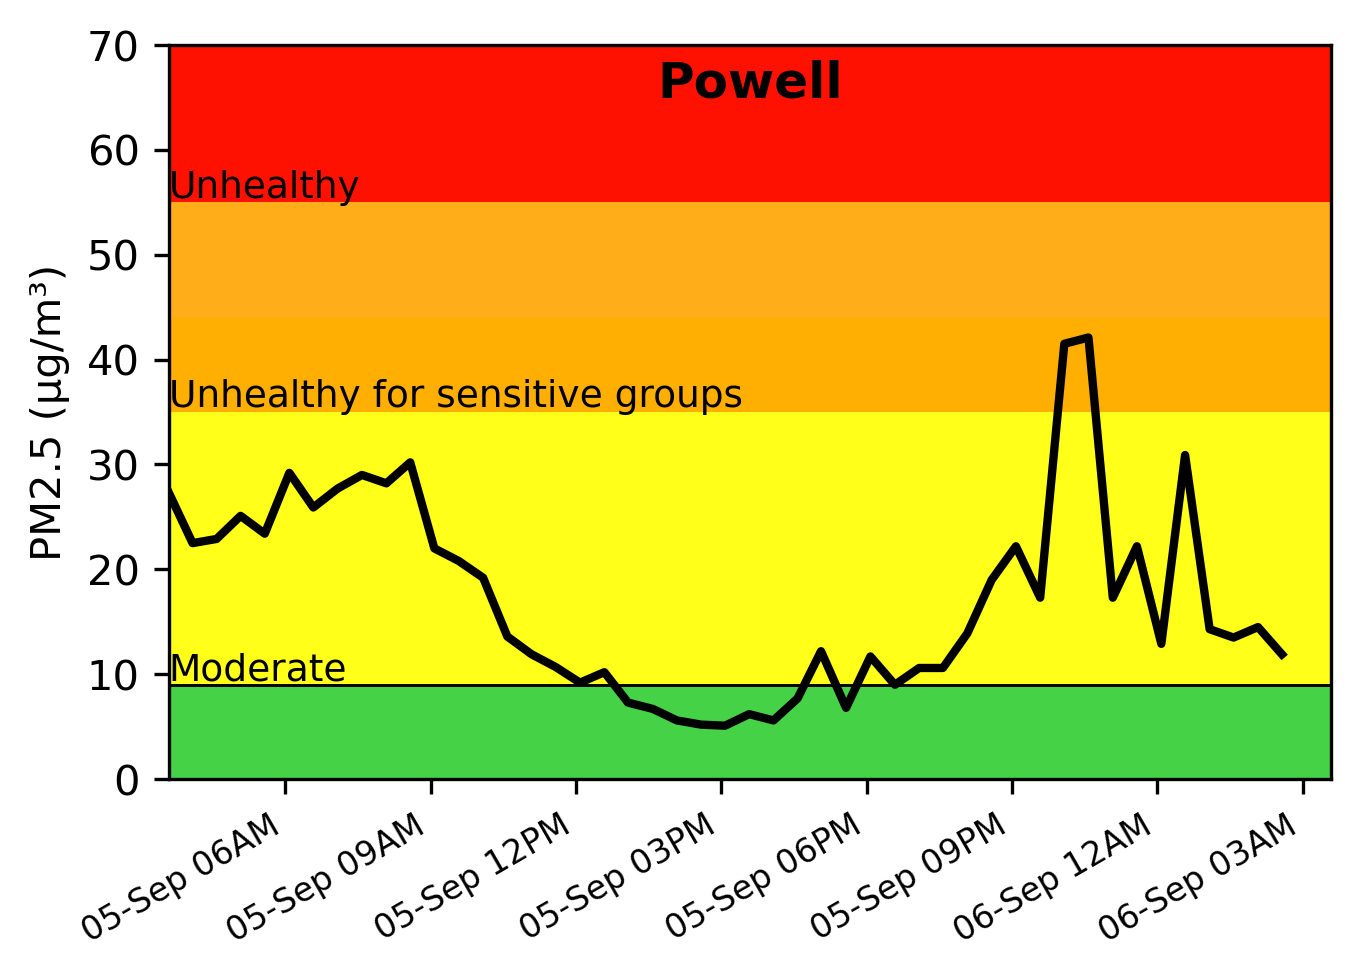 Powell
PM2.5 (μg/m³)
70
60
50
40
30
20
10
0
Unhealthy
Unhealthy for sensitive groups
Moderate
05-Sep 06AM
05-Sep 09AM
05-Sep 12PM
05-Sep 03PM
05-Sep 06PM
05-Sep 09PM
06-Sep 12AM
06-Sep 03AM